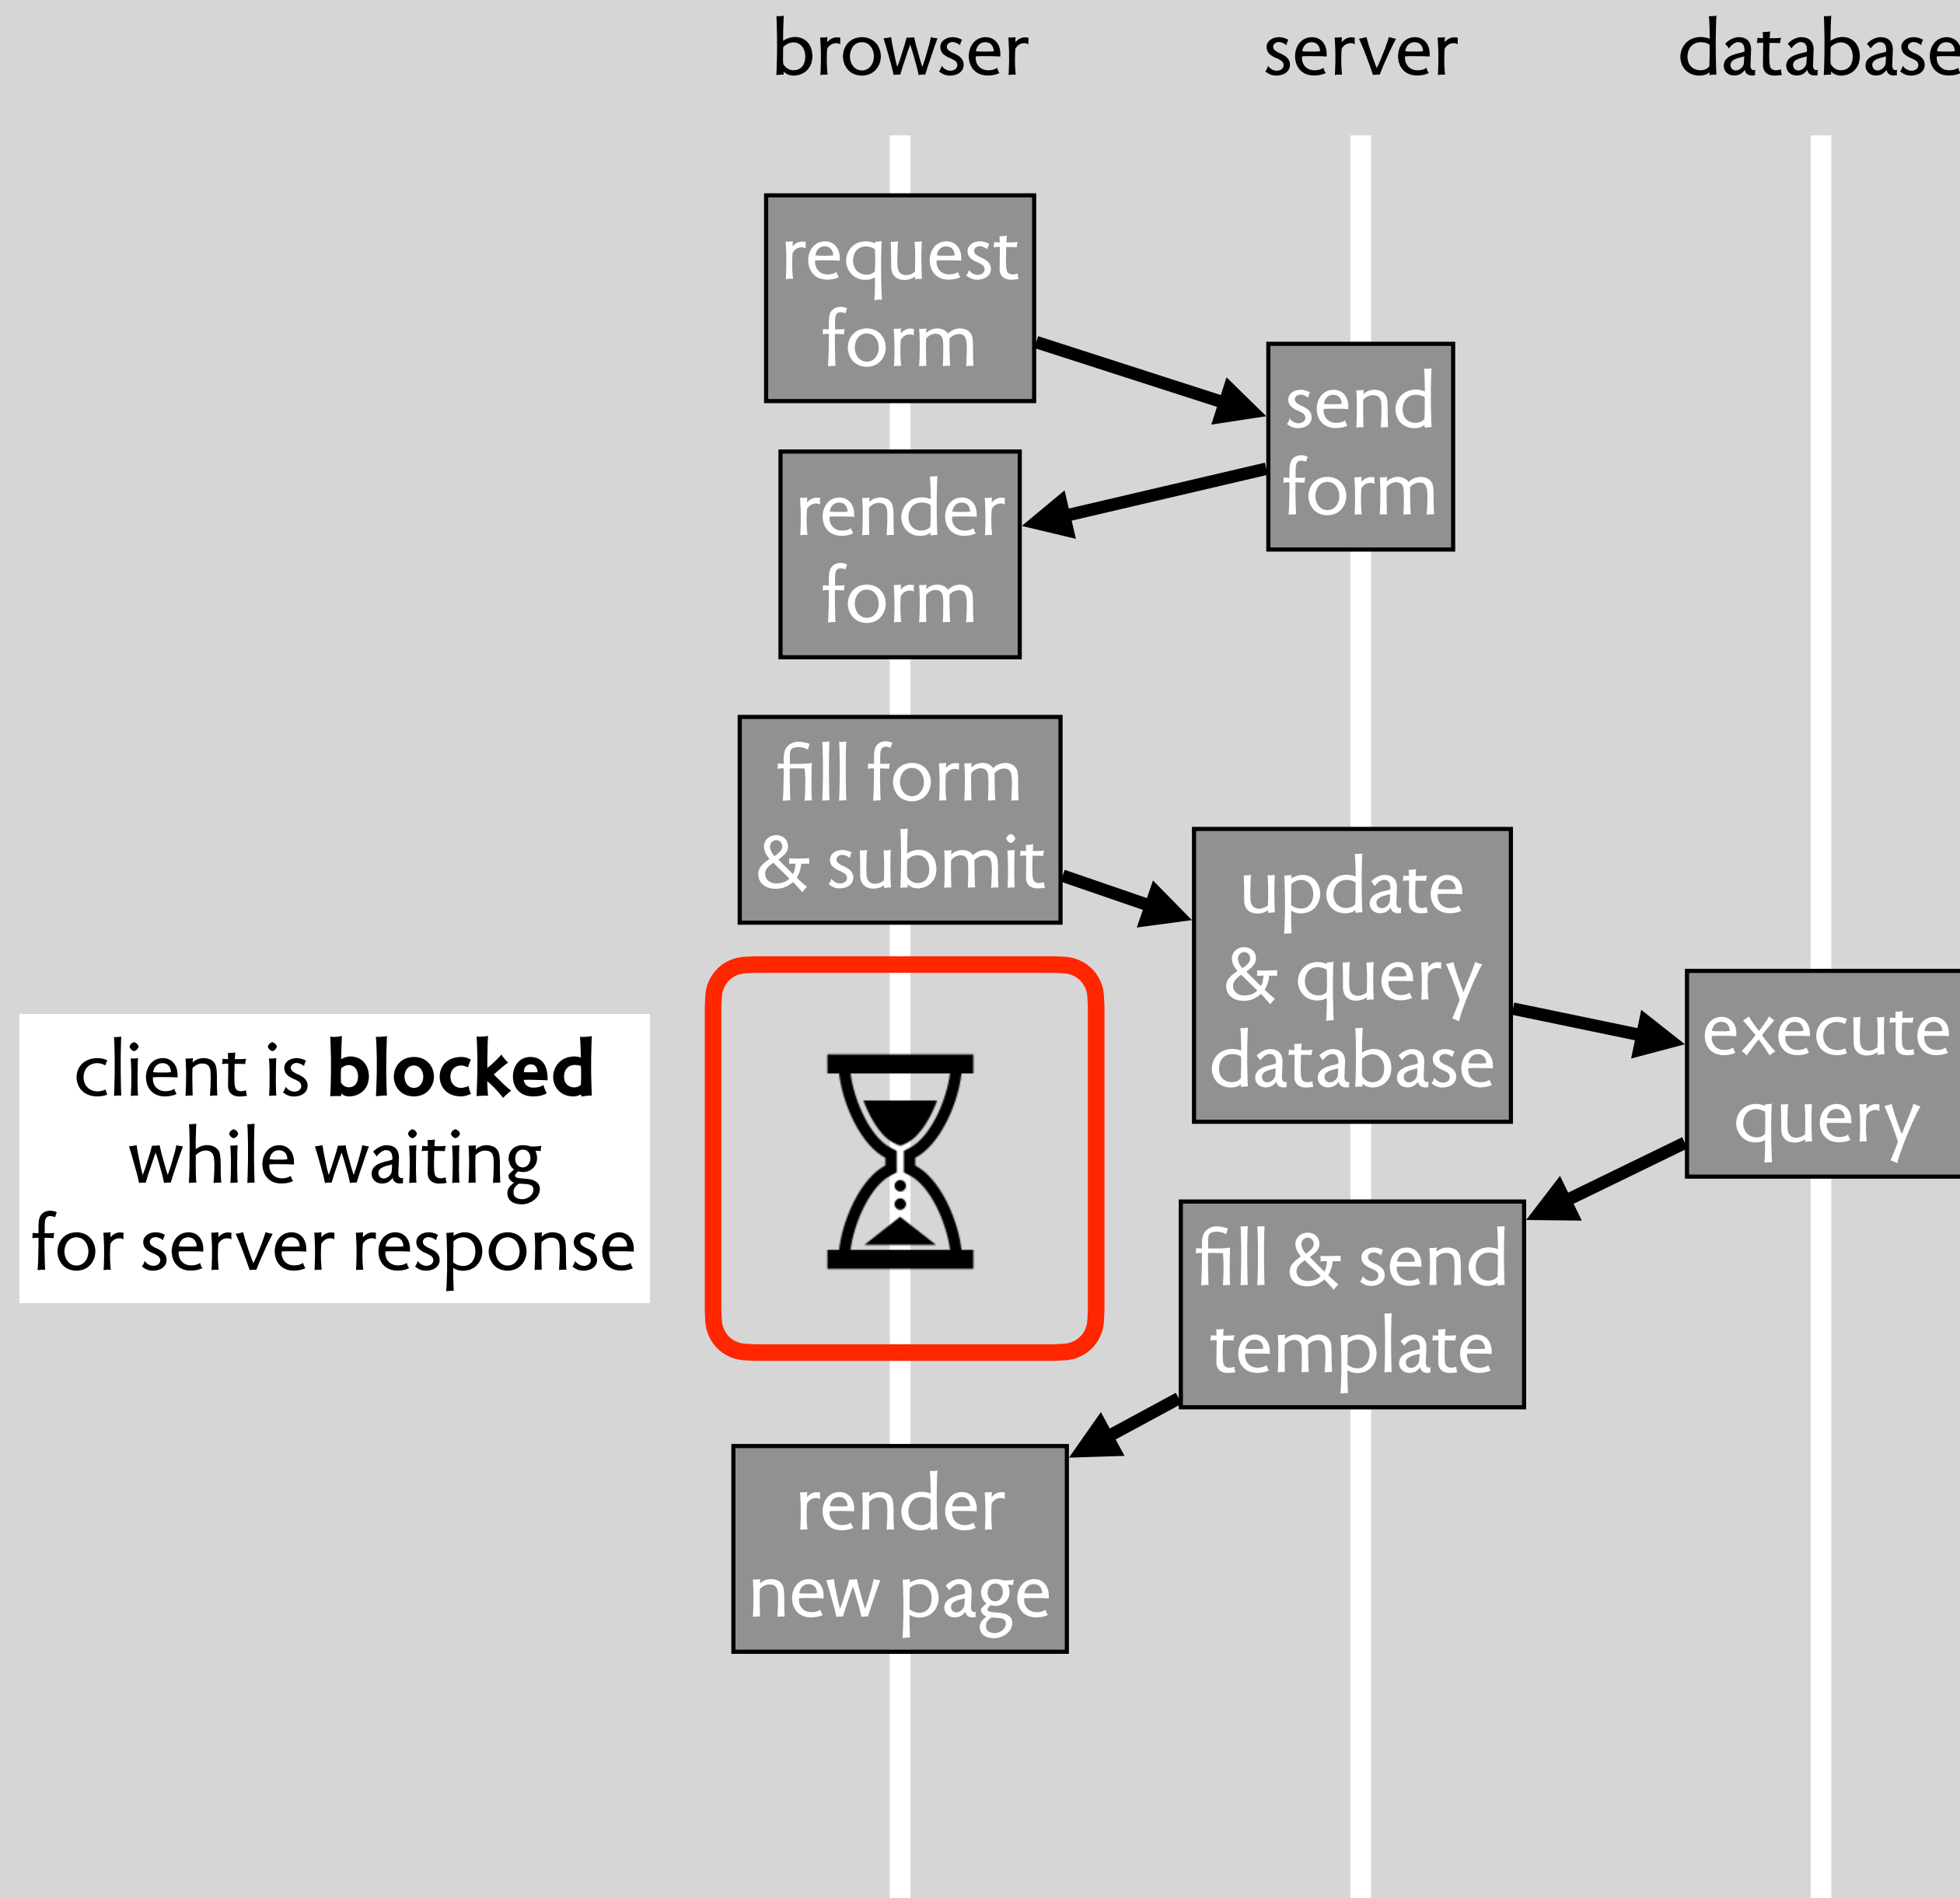 browser server database
request
form
send
form
render
form
fill form
& submit
update
& query
database
execute
query
client is blocked
while waiting
for server response
fill & send
template
render
new page